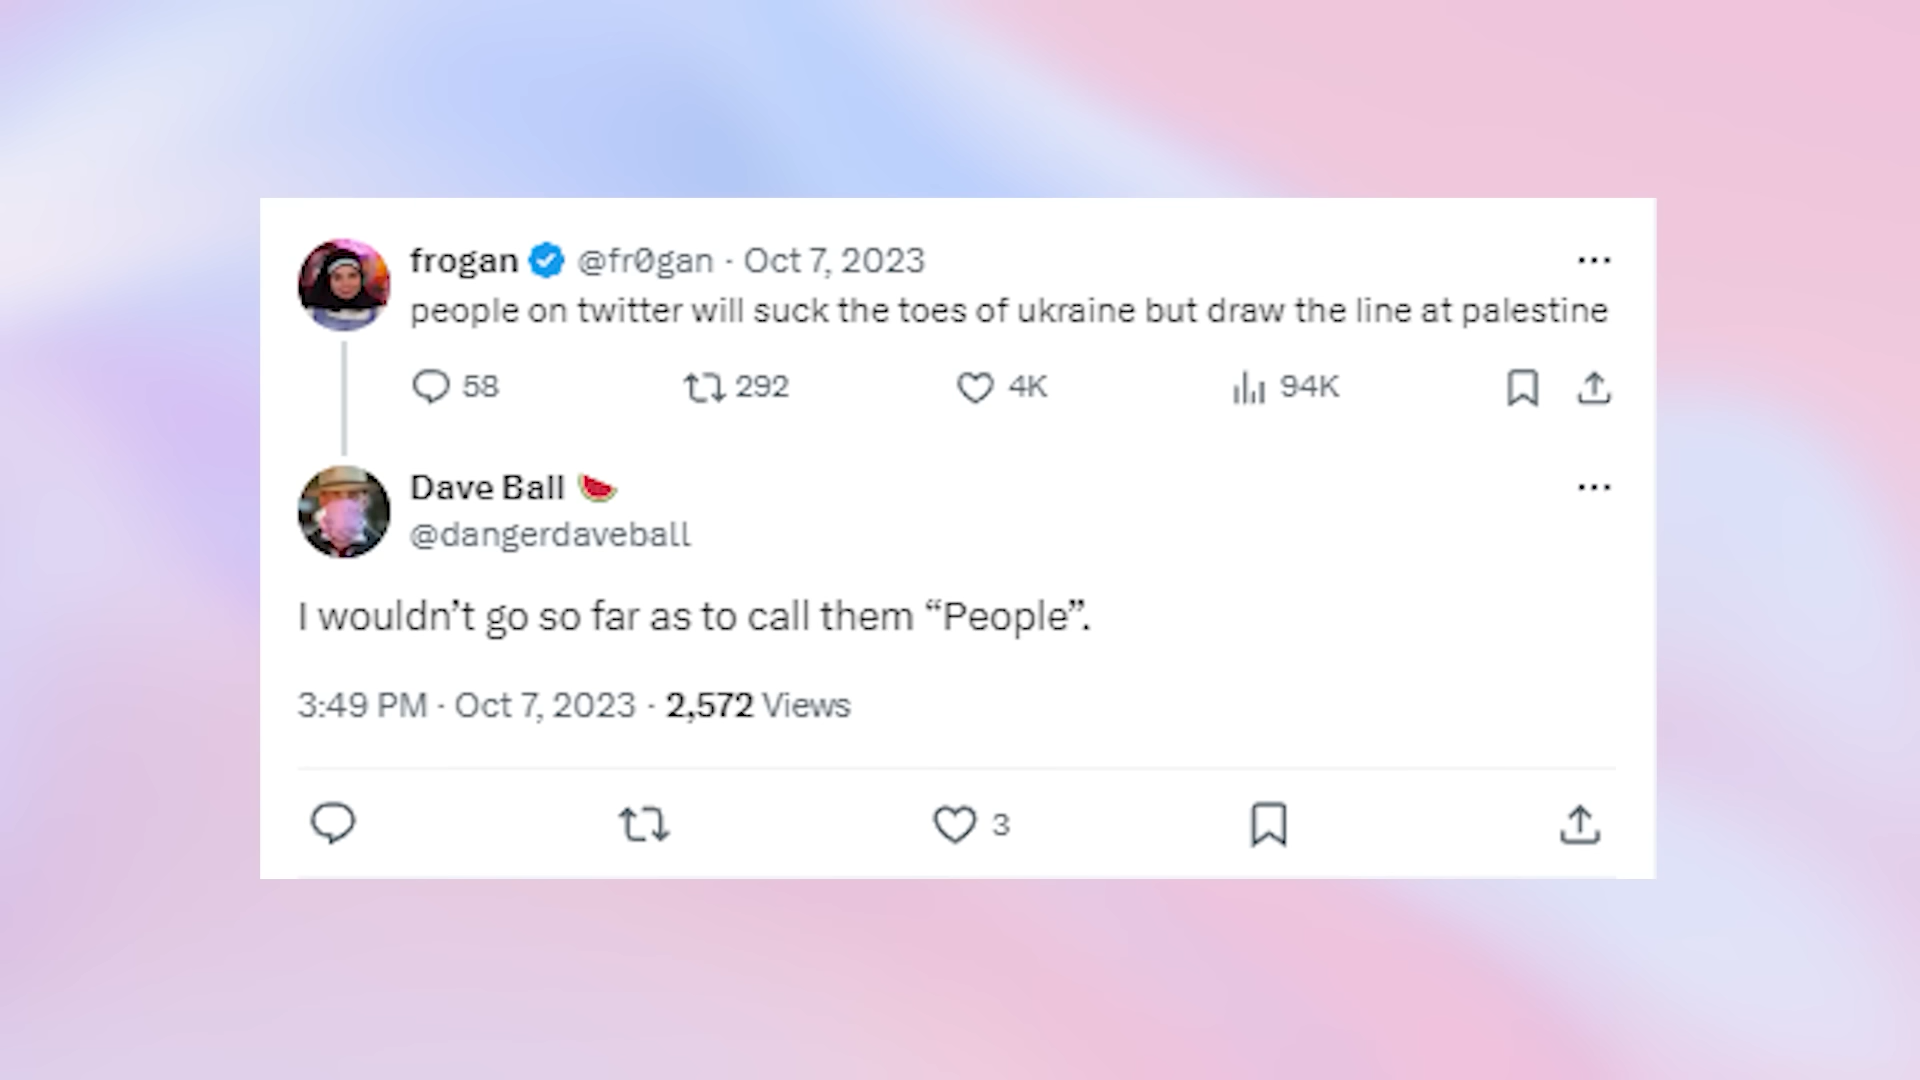 frogan @fr0gan · Oct 7, 2023
people on twitter will suck the toes of ukraine but draw the line at palestine
58 292 4K 94K
Dave Ball 🍉
@dangerdaveball
I wouldn’t go so far as to call them “People”.
3:49 PM · Oct 7, 2023 · 2,572 Views
3